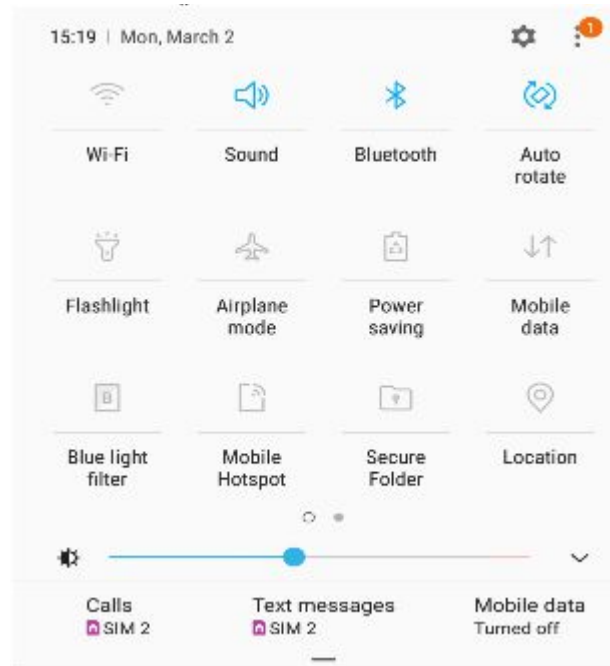 15:19 | Mon, March 2
1
Wi-Fi Sound Bluetooth Auto rotate
Flashlight Airplane mode Power saving Mobile data
B
Blue light filter Mobile Hotspot Secure Folder Location
Calls Text messages Mobile data
SIM 2 SIM 2 Turned off